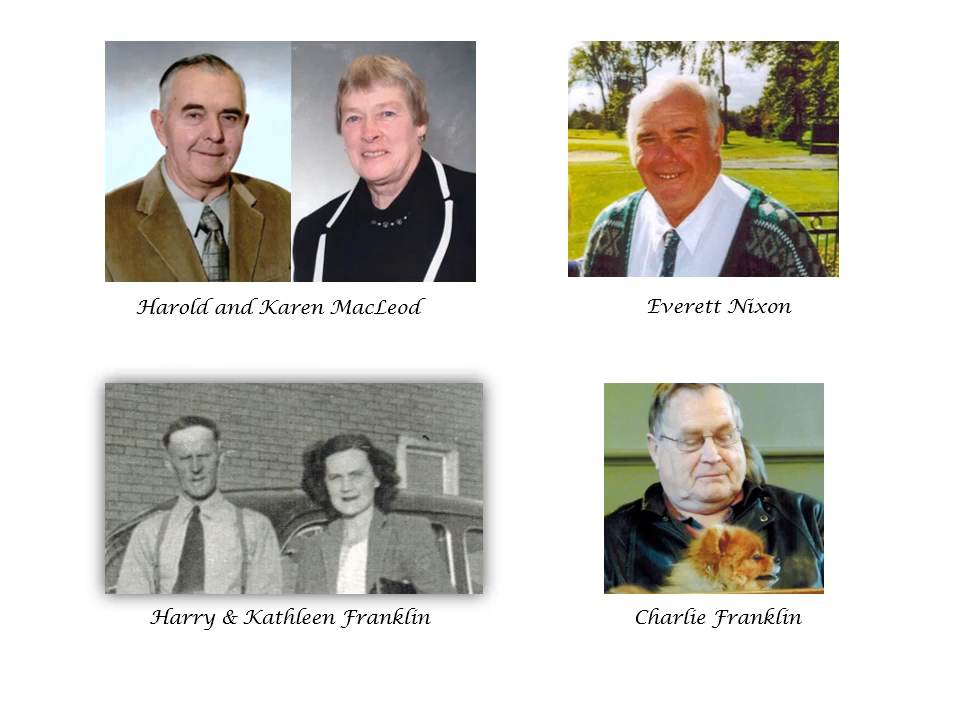 Harold and Karen MacLeod
Everett Nixon
Harry & Kathleen Franklin
Charlie Franklin